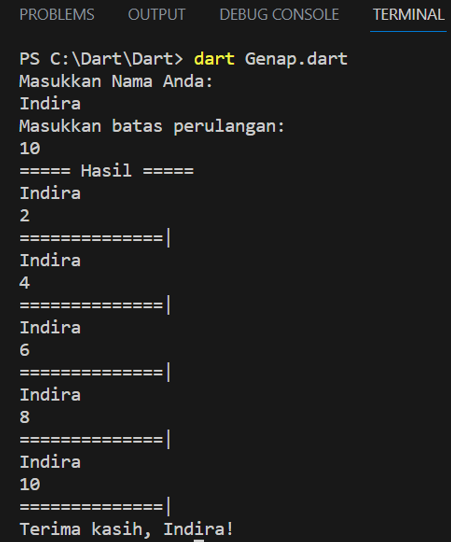 PROBLEMS OUTPUT DEBUG CONSOLE TERMINAL
PS C:\Dart\Dart> dart Genap.dart
Masukkan Nama Anda:
Indira
Masukkan batas perulangan:
10
===== Hasil =====
Indira
2
==============|
Indira
4
==============|
Indira
6
==============|
Indira
8
==============|
Indira
10
==============|
Terima kasih, Indira!